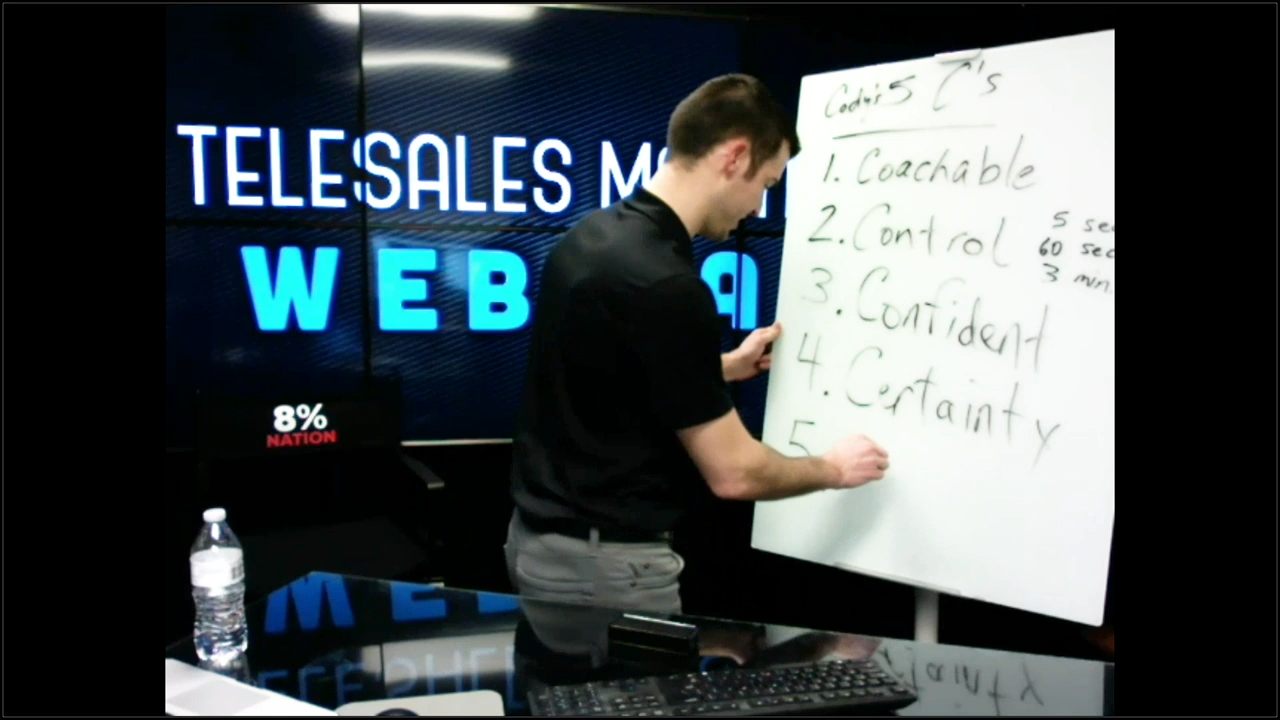 TELESALES
WEB
8%
NATION
Cody's 5 C's
1. Coachable
2. Control
5 sec
60 sec
3 min
3. Confident
4. Certainty
5